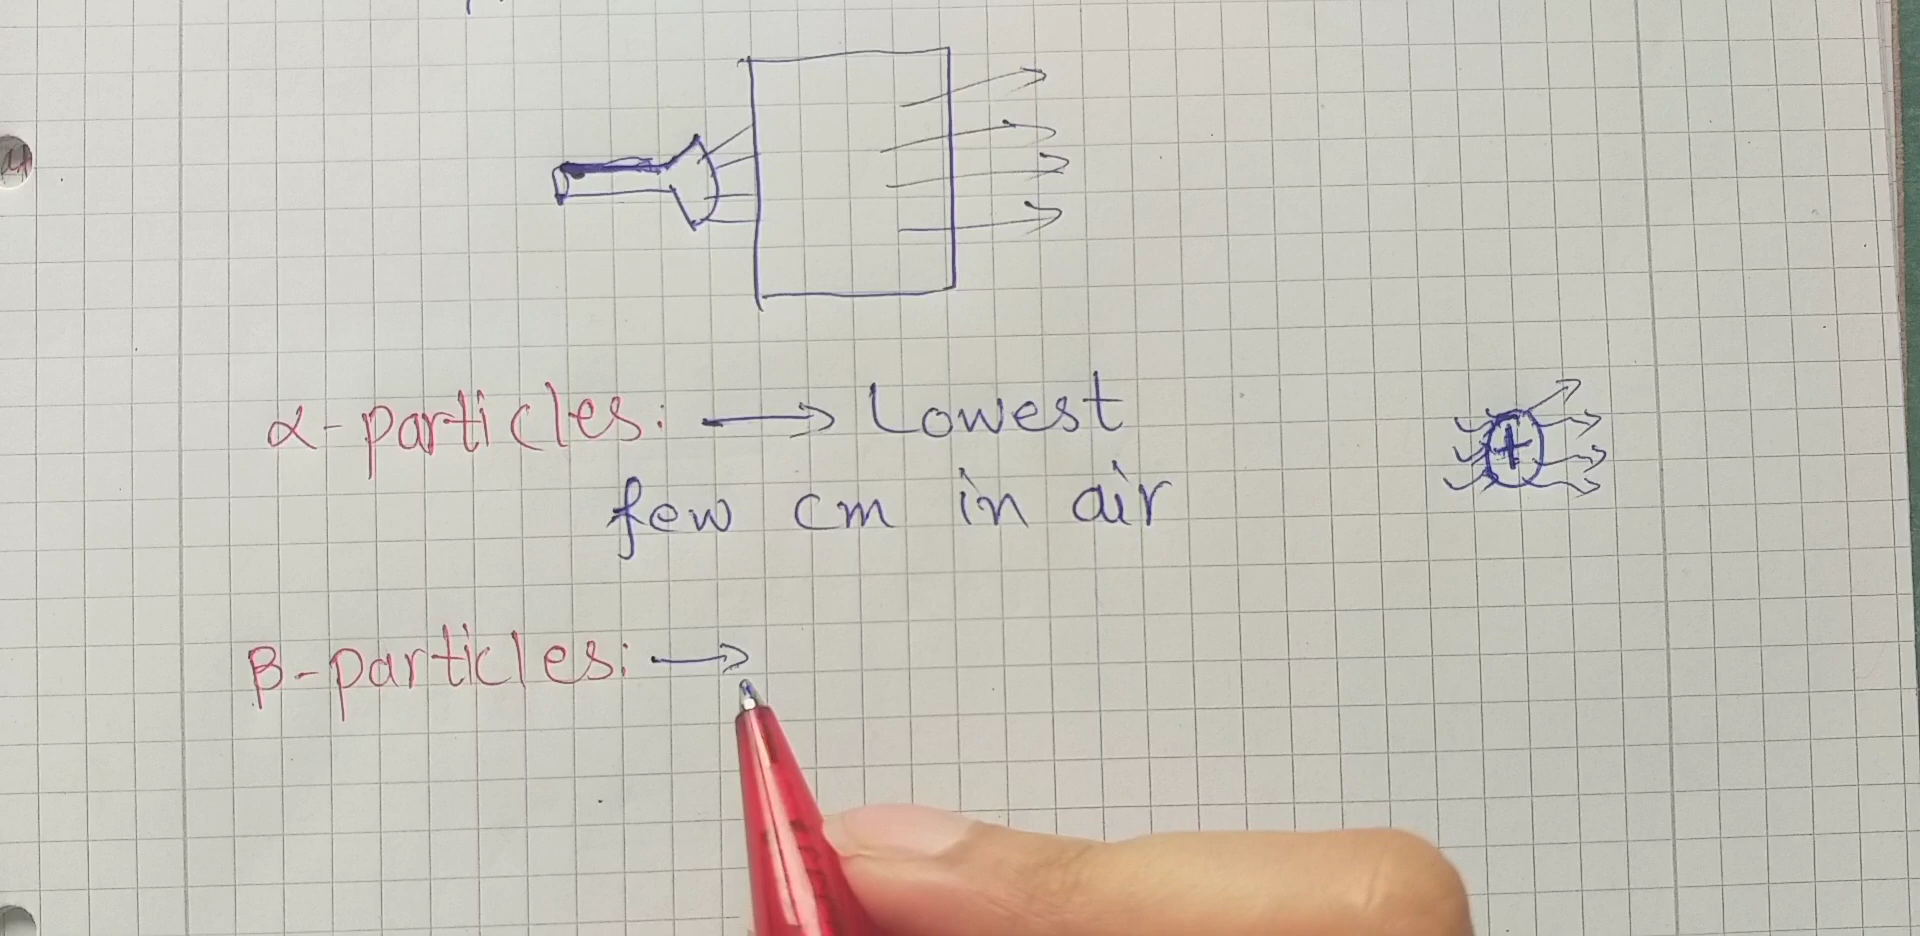 α-particles: → Lowest
+
few cm in air
β-particles: →